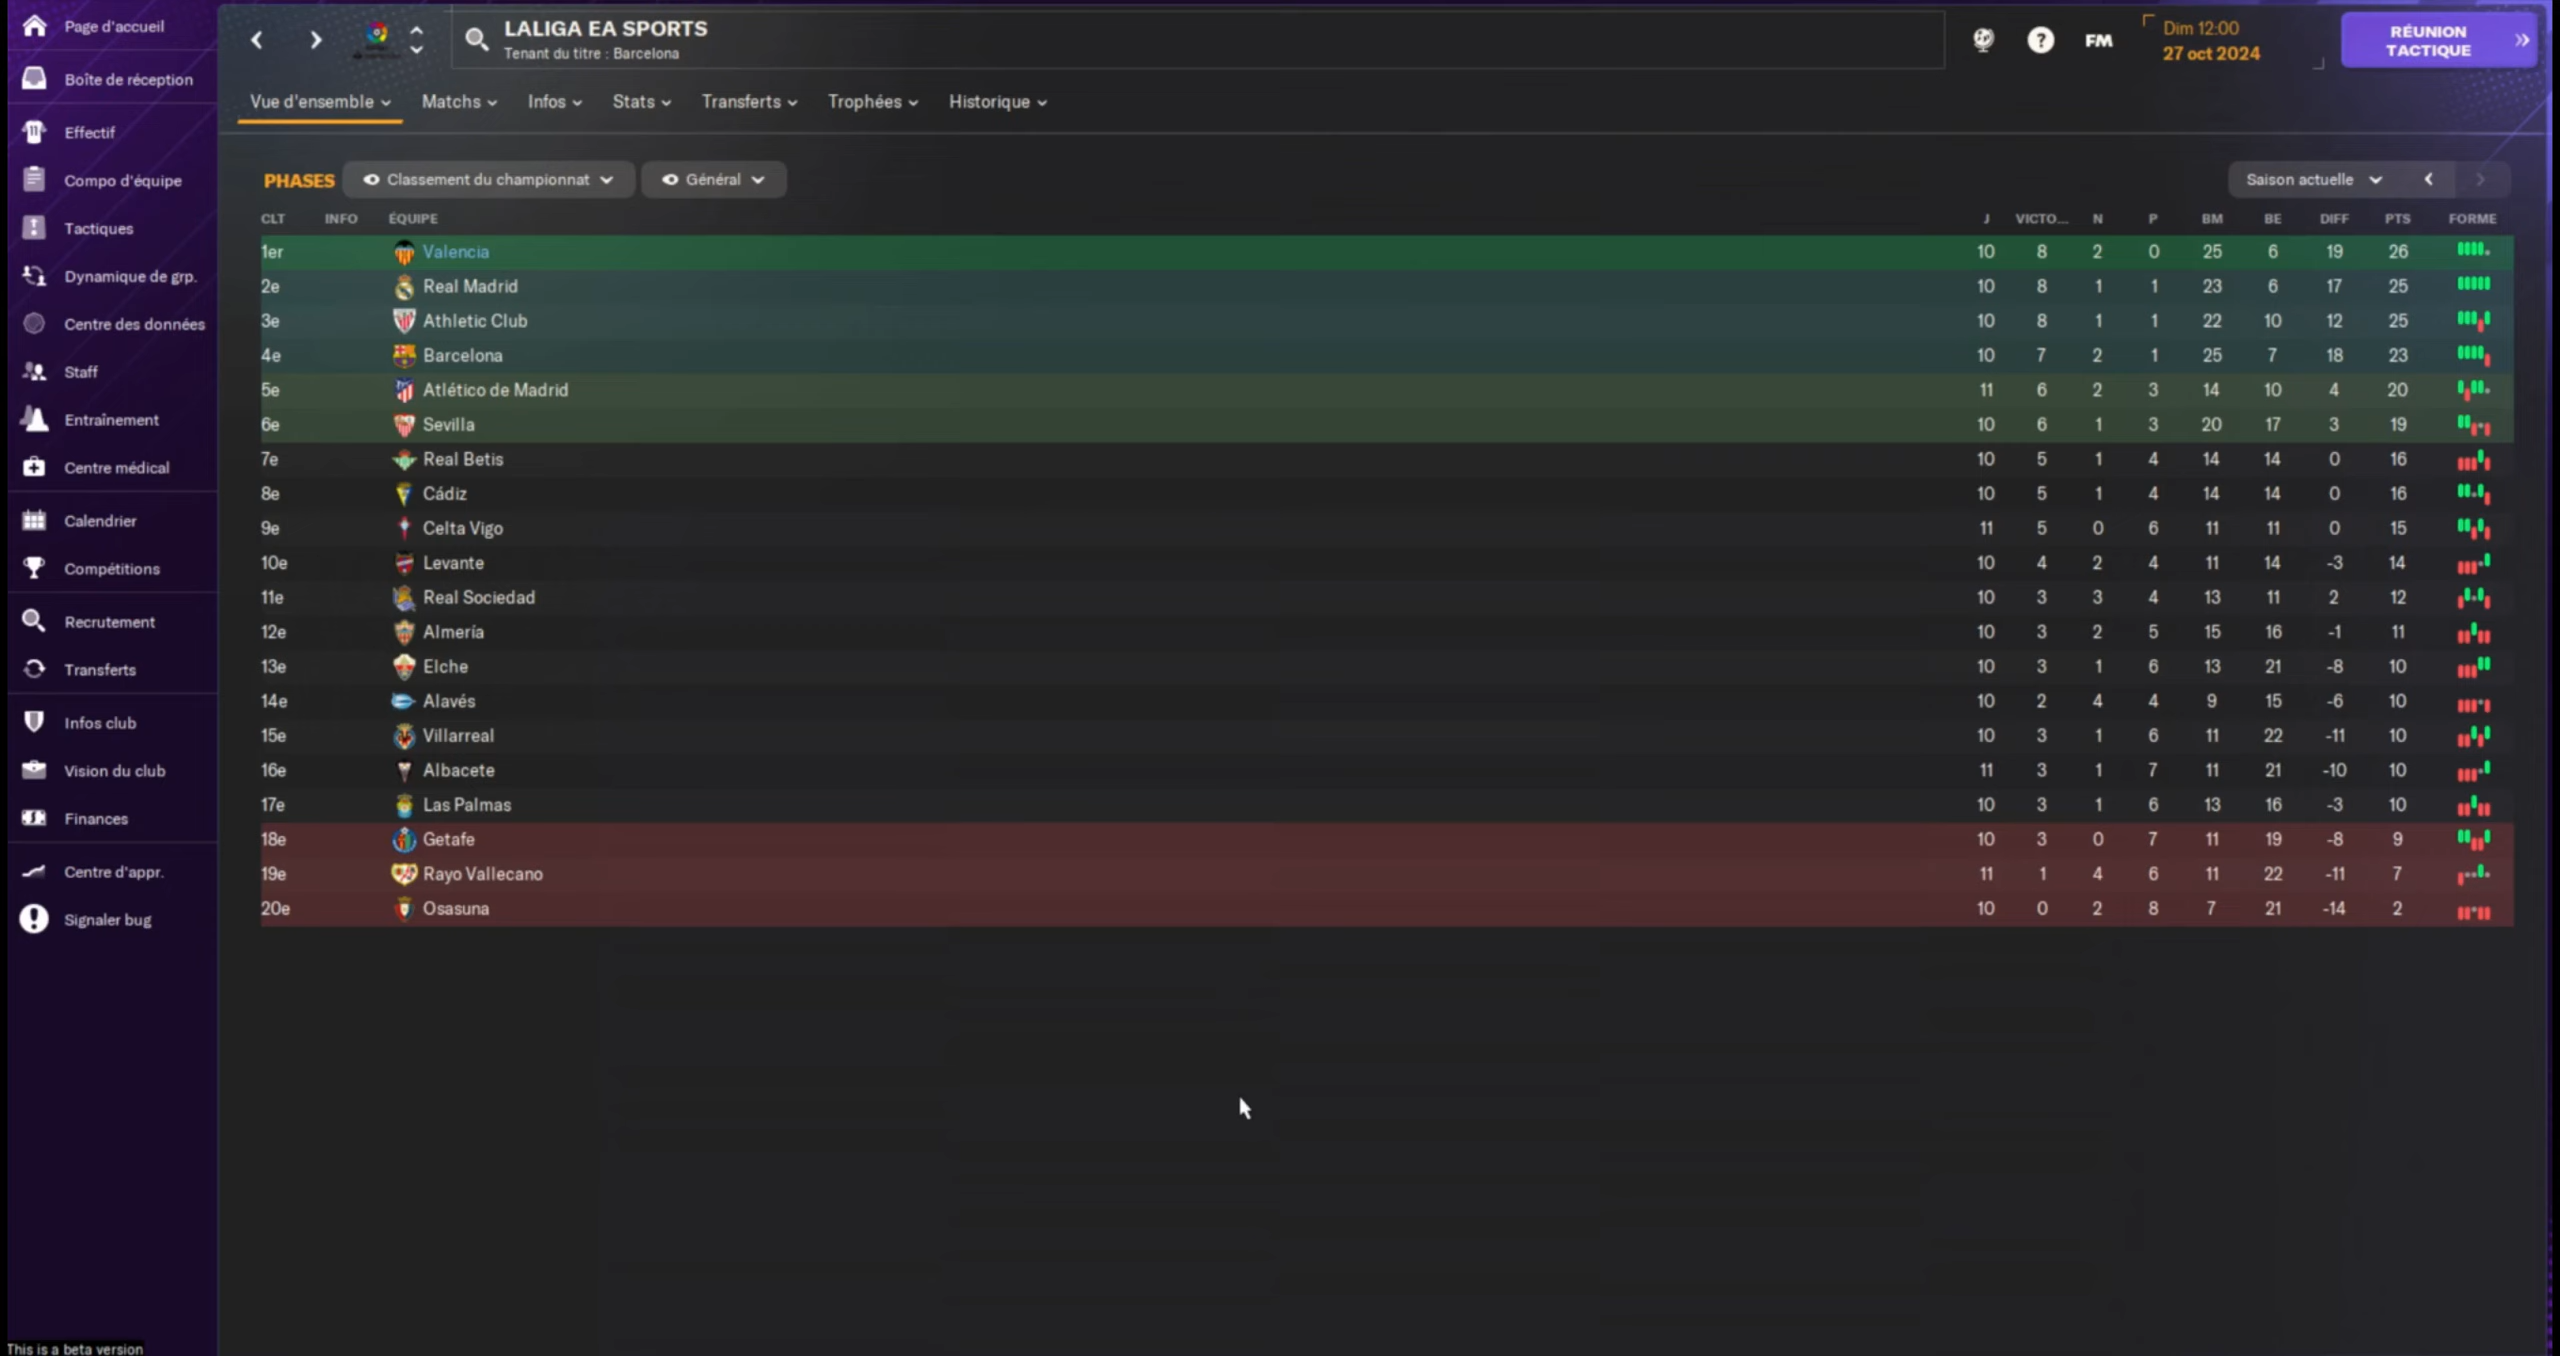 Page d'accueil
Boîte de réception
Effectif
Compo d'équipe
Tactiques
Dynamique de grp.
Centre des données
Staff
Entraînement
Centre médical
Calendrier
Compétitions
Recrutement
Transferts
Infos club
Vision du club
Finances
Centre d'appr.
Signaler bug
This is a beta version
LALIGA EA SPORTS
Tenant du titre : Barcelona
FM
Dim 12:00
27 oct 2024
RÉUNION
TACTIQUE
Vue d'ensemble Matchs Infos Stats Transferts Trophées Historique
PHASES Classement du championnat Général Saison actuelle
CLT INFO ÉQUIPE J VICTO... N P BM BE DIFF PTS FORME
1er Valencia 10 8 2 0 25 6 19 26
2e Real Madrid 10 8 1 1 23 6 17 25
3e Athletic Club 10 8 1 1 22 10 12 25
4e Barcelona 10 7 2 1 25 7 18 23
5e Atlético de Madrid 11 6 2 3 14 10 4 20
6e Sevilla 10 6 1 3 20 17 3 19
7e Real Betis 10 5 1 4 14 14 0 16
8e Cádiz 10 5 1 4 14 14 0 16
9e Celta Vigo 11 5 0 6 11 11 0 15
10e Levante 10 4 2 4 11 14 -3 14
11e Real Sociedad 10 3 3 4 13 11 2 12
12e Almería 10 3 2 5 15 16 -1 11
13e Elche 10 3 1 6 13 21 -8 10
14e Alavés 10 2 4 4 9 15 -6 10
15e Villarreal 10 3 1 6 11 22 -11 10
16e Albacete 11 3 1 7 11 21 -10 10
17e Las Palmas 10 3 1 6 13 16 -3 10
18e Getafe 10 3 0 7 11 19 -8 9
19e Rayo Vallecano 11 1 4 6 11 22 -11 7
20e Osasuna 10 0 2 8 7 21 -14 2